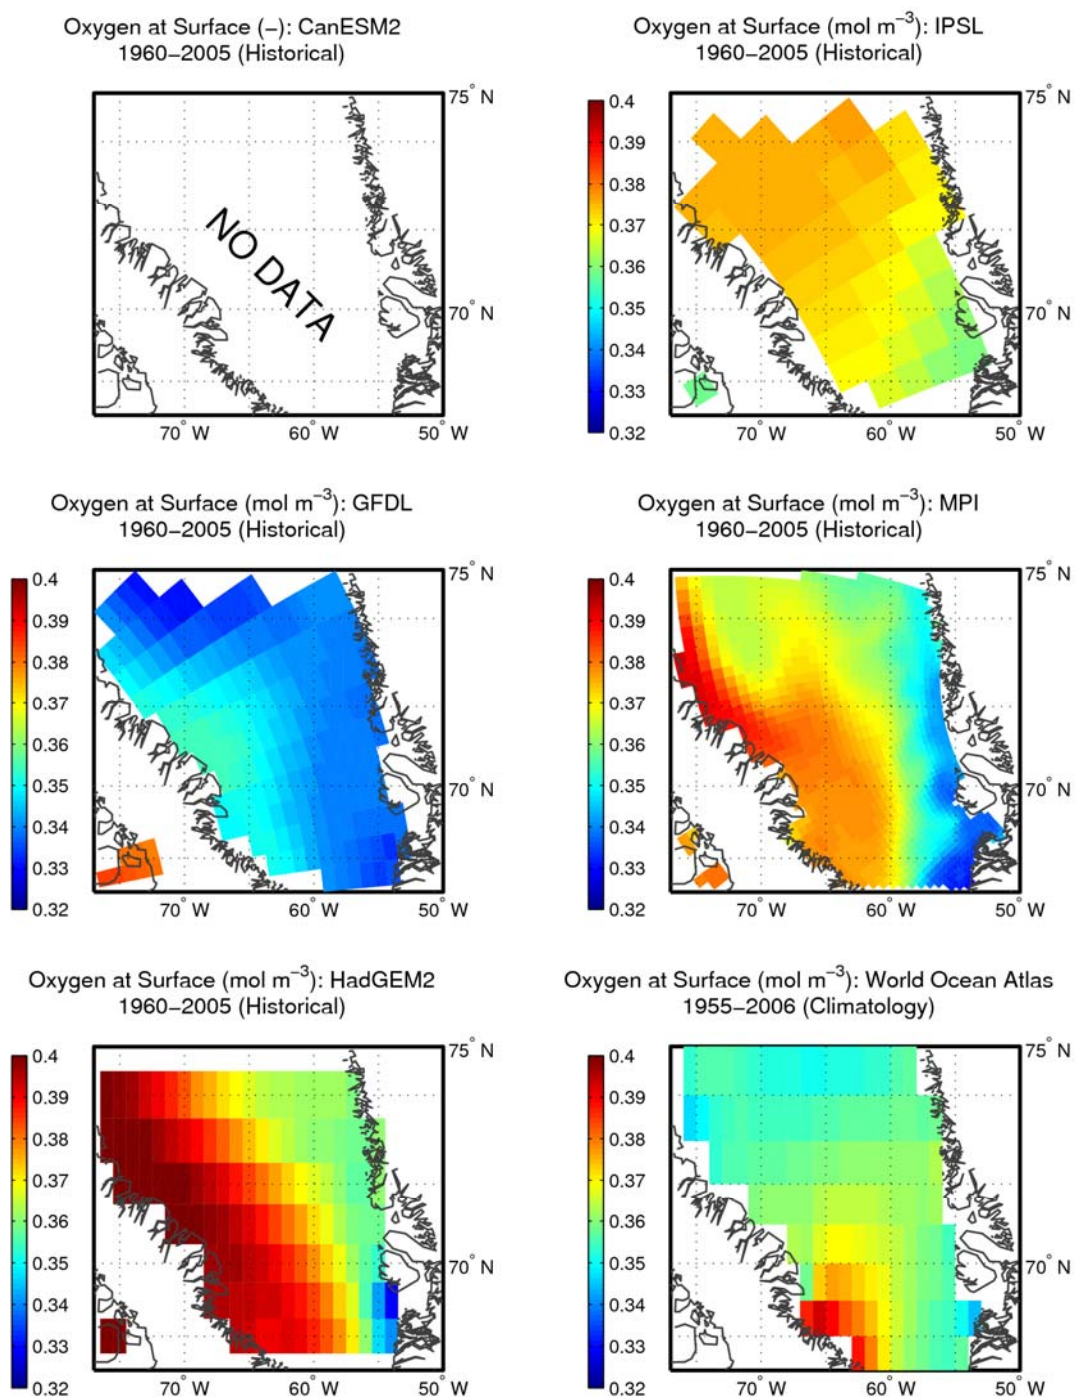 Oxygen at Surface (−): CanESM2
1960−2005 (Historical)
75° N
NO DATA
70° N
70° W
60° W
50° W
Oxygen at Surface (mol m⁻³): IPSL
1960−2005 (Historical)
0.4
0.39
0.38
0.37
0.36
0.35
0.34
0.33
0.32
75° N
70° N
70° W
60° W
50° W
Oxygen at Surface (mol m⁻³): GFDL
1960−2005 (Historical)
0.4
0.39
0.38
0.37
0.36
0.35
0.34
0.33
0.32
75° N
70° N
70° W
60° W
50° W
Oxygen at Surface (mol m⁻³): MPI
1960−2005 (Historical)
0.4
0.39
0.38
0.37
0.36
0.35
0.34
0.33
0.32
75° N
70° N
70° W
60° W
50° W
Oxygen at Surface (mol m⁻³): HadGEM2
1960−2005 (Historical)
0.4
0.39
0.38
0.37
0.36
0.35
0.34
0.33
0.32
75° N
70° N
70° W
60° W
50° W
Oxygen at Surface (mol m⁻³): World Ocean Atlas
1955−2006 (Climatology)
0.4
0.39
0.38
0.37
0.36
0.35
0.34
0.33
0.32
75° N
70° N
70° W
60° W
50° W